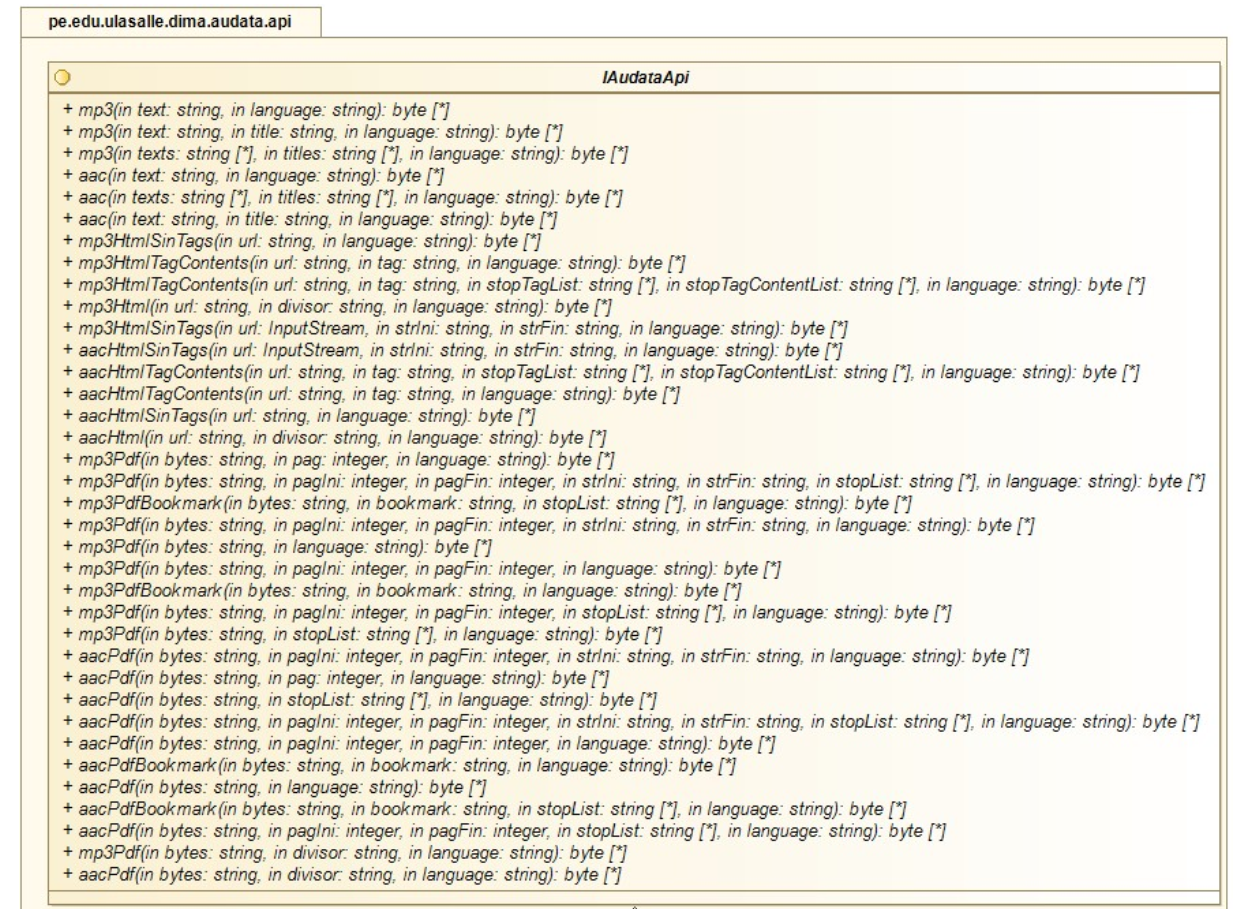 pe.edu.ulasalle.dima.audata.api
IAudataApi
+ mp3(in text: string, in language: string): byte [*]
+ mp3(in text: string, in title: string, in language: string): byte [*]
+ mp3(in texts: string [*], in titles: string [*], in language: string): byte [*]
+ aac(in text: string, in language: string): byte [*]
+ aac(in texts: string [*], in titles: string [*], in language: string): byte [*]
+ aac(in text: string, in title: string, in language: string): byte [*]
+ mp3HtmlSinTags(in url: string, in language: string): byte [*]
+ mp3HtmlTagContents(in url: string, in tag: string, in language: string): byte [*]
+ mp3HtmlTagContents(in url: string, in tag: string, in stopTagList: string [*], in stopTagContentList: string [*], in language: string): byte [*]
+ mp3Html(in url: string, in divisor: string, in language: string): byte [*]
+ mp3HtmlSinTags(in url: InputStream, in strIni: string, in strFin: string, in language: string): byte [*]
+ aacHtmlSinTags(in url: InputStream, in strIni: string, in strFin: string, in language: string): byte [*]
+ aacHtmlTagContents(in url: string, in tag: string, in stopTagList: string [*], in stopTagContentList: string [*], in language: string): byte [*]
+ aacHtmlTagContents(in url: string, in tag: string, in language: string): byte [*]
+ aacHtmlSinTags(in url: string, in language: string): byte [*]
+ aacHtml(in url: string, in divisor: string, in language: string): byte [*]
+ mp3Pdf(in bytes: string, in pag: integer, in language: string): byte [*]
+ mp3Pdf(in bytes: string, in pagIni: integer, in pagFin: integer, in strIni: string, in strFin: string, in stopList: string [*], in language: string): byte [*]
+ mp3PdfBookmark(in bytes: string, in bookmark: string, in stopList: string [*], in language: string): byte [*]
+ mp3Pdf(in bytes: string, in pagIni: integer, in pagFin: integer, in strIni: string, in strFin: string, in language: string): byte [*]
+ mp3Pdf(in bytes: string, in language: string): byte [*]
+ mp3Pdf(in bytes: string, in pagIni: integer, in pagFin: integer, in language: string): byte [*]
+ mp3PdfBookmark(in bytes: string, in bookmark: string, in language: string): byte [*]
+ mp3Pdf(in bytes: string, in pagIni: integer, in pagFin: integer, in stopList: string [*], in language: string): byte [*]
+ mp3Pdf(in bytes: string, in stopList: string [*], in language: string): byte [*]
+ aacPdf(in bytes: string, in pagIni: integer, in pagFin: integer, in strIni: string, in strFin: string, in language: string): byte [*]
+ aacPdf(in bytes: string, in pag: integer, in language: string): byte [*]
+ aacPdf(in bytes: string, in stopList: string [*], in language: string): byte [*]
+ aacPdf(in bytes: string, in pagIni: integer, in pagFin: integer, in strIni: string, in strFin: string, in stopList: string [*], in language: string): byte [*]
+ aacPdf(in bytes: string, in pagIni: integer, in pagFin: integer, in language: string): byte [*]
+ aacPdfBookmark(in bytes: string, in bookmark: string, in language: string): byte [*]
+ aacPdf(in bytes: string, in language: string): byte [*]
+ aacPdfBookmark(in bytes: string, in bookmark: string, in stopList: string [*], in language: string): byte [*]
+ aacPdf(in bytes: string, in pagIni: integer, in pagFin: integer, in stopList: string [*], in language: string): byte [*]
+ mp3Pdf(in bytes: string, in divisor: string, in language: string): byte [*]
+ aacPdf(in bytes: string, in divisor: string, in language: string): byte [*]